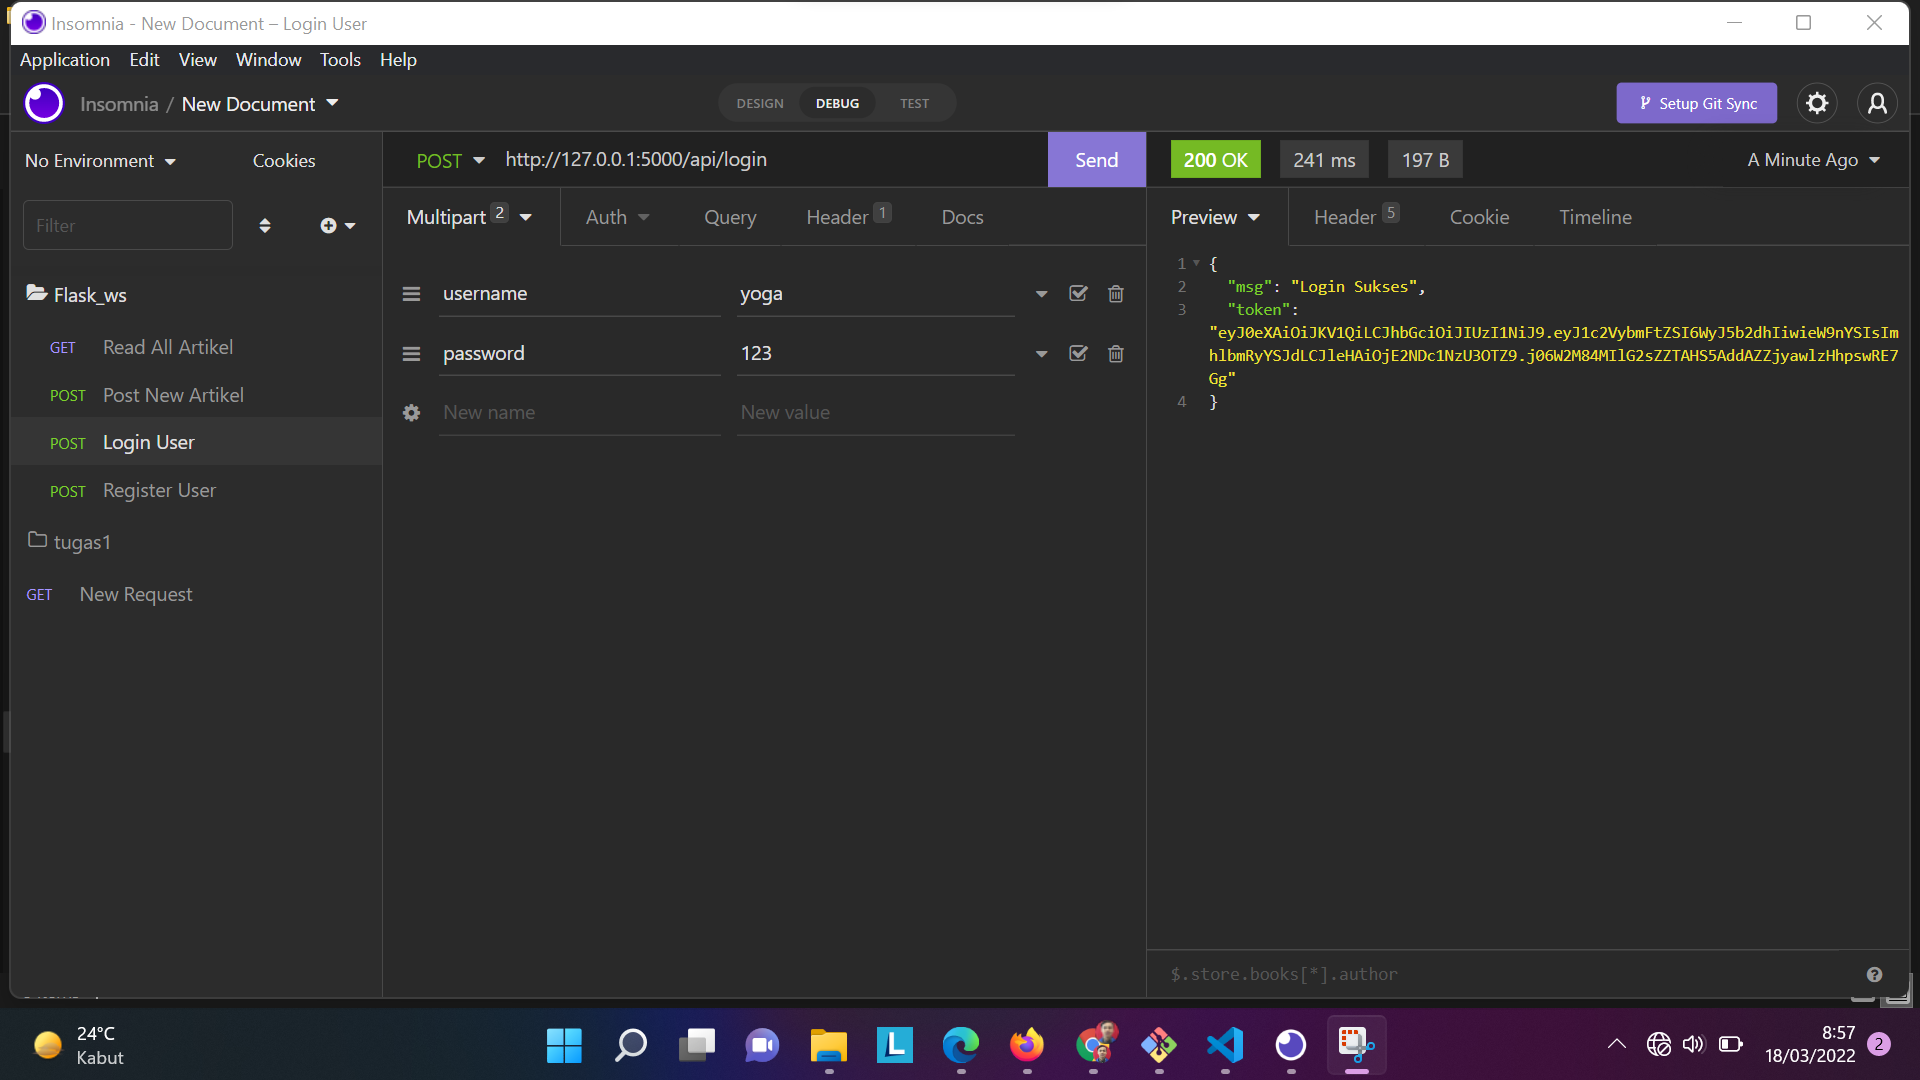 Insomnia - New Document – Login User
Application Edit View Window Tools Help
Insomnia / New Document
DESIGN DEBUG TEST
Setup Git Sync
No Environment Cookies
POST http://127.0.0.1:5000/api/login Send
200 OK 241 ms 197 B A Minute Ago
Filter
Multipart 2 Auth Query Header 1 Docs
Preview Header 5 Cookie Timeline
Flask_ws
GET Read All Artikel
POST Post New Artikel
POST Login User
POST Register User
tugas1
GET New Request
username yoga
password 123
New name New value
1 {
2 "msg": "Login Sukses",
3 "token":
"eyJ0eXAiOiJKV1QiLCJhbGciOiJIUzI1NiJ9.eyJ1c2VybmFtZSI6WyJ5b2dhIiwieW9nYSIsIm
hlbmRyYSJdLCJleHAiOjE2NDc1NzU3OTZ9.j06W2M84MIlG2sZZTAHS5AddAZZjyawlzHhpswRE7
Gg"
4 }
$.store.books[*].author
24°C
Kabut
8:57
18/03/2022
2